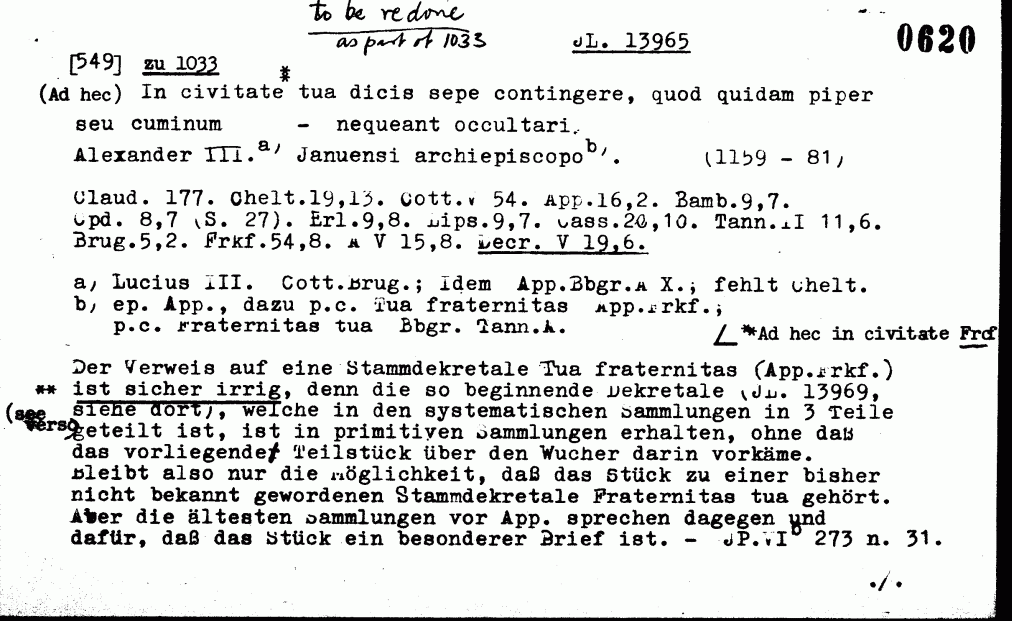 to be redone
as part of 1033
JL. 13965
0620
[549] zu 1033
*
(Ad hec) In civitate tua dicis sepe contingere, quod quidam piper
seu cuminum - nequeant occultari.
Alexander III.a) Januensi archiepiscopo b). (1159 - 81)
Claud. 177. Chelt.19,13. Cott.V 54. App.16,2. Bamb.9,7.
Cpd. 8,7 (S. 27). Erl.9,8. Lips.9,7. Cass.20,10. Tann.II 11,6.
Brug.5,2. Frkf.54,8. A V 15,8. Decr. V 19,6.
a) Lucius III. Cott.Brug.; Idem App.Bbgr.A X.; fehlt Chelt.
b) ep. App., dazu p.c. Tua fraternitas App.Frkf.;
p.c. Fraternitas tua Bbgr. Tann.A.
*Ad hec in civitate Frcf
Der Verweis auf eine Stammdekretale Tua fraternitas (App.Frkf.)
** ist sicher irrig, denn die so beginnende Dekretale (JL. 13969,
(see verso siehe dort), welche in den systematischen Sammlungen in 3 Teile
geteilt ist, ist in primitiven Sammlungen erhalten, ohne daß
das vorliegende Teilstück über den Wucher darin vorkäme.
Bleibt also nur die Möglichkeit, daß das Stück zu einer bisher
nicht bekannt gewordenen Stammdekretale Fraternitas tua gehört.
Aber die ältesten Sammlungen vor App. sprechen dagegen und
dafür, daß das Stück ein besonderer Brief ist. - JP.VI b 273 n. 31.
./.